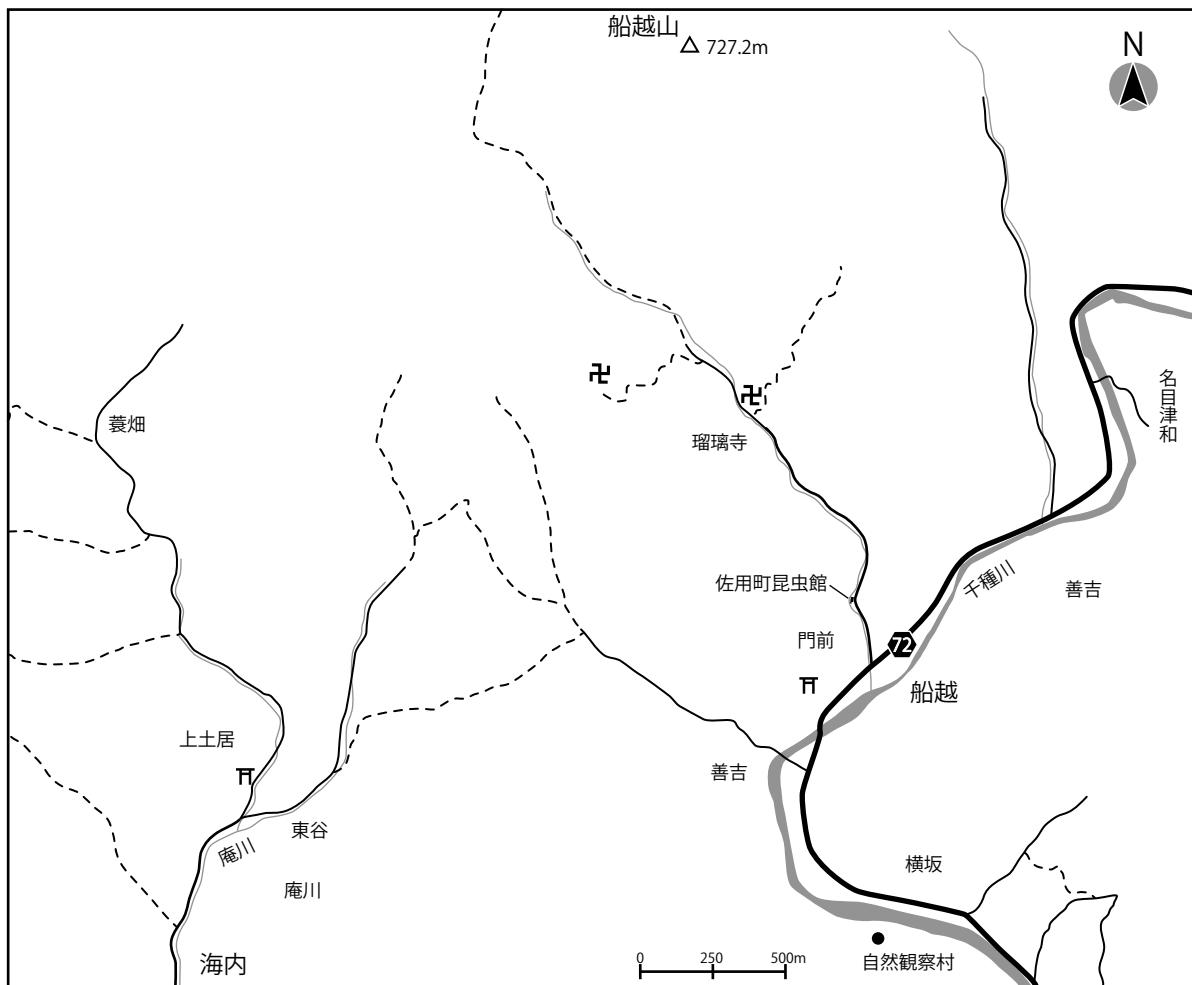 船越山
727.2m
N
名目津和
蓑畑
瑠璃寺
佐用町昆虫館
千種川
善吉
門前
72
船越
上土居
善吉
東谷
庵川
庵川
横坂
海内
0 250 500m
自然観察村